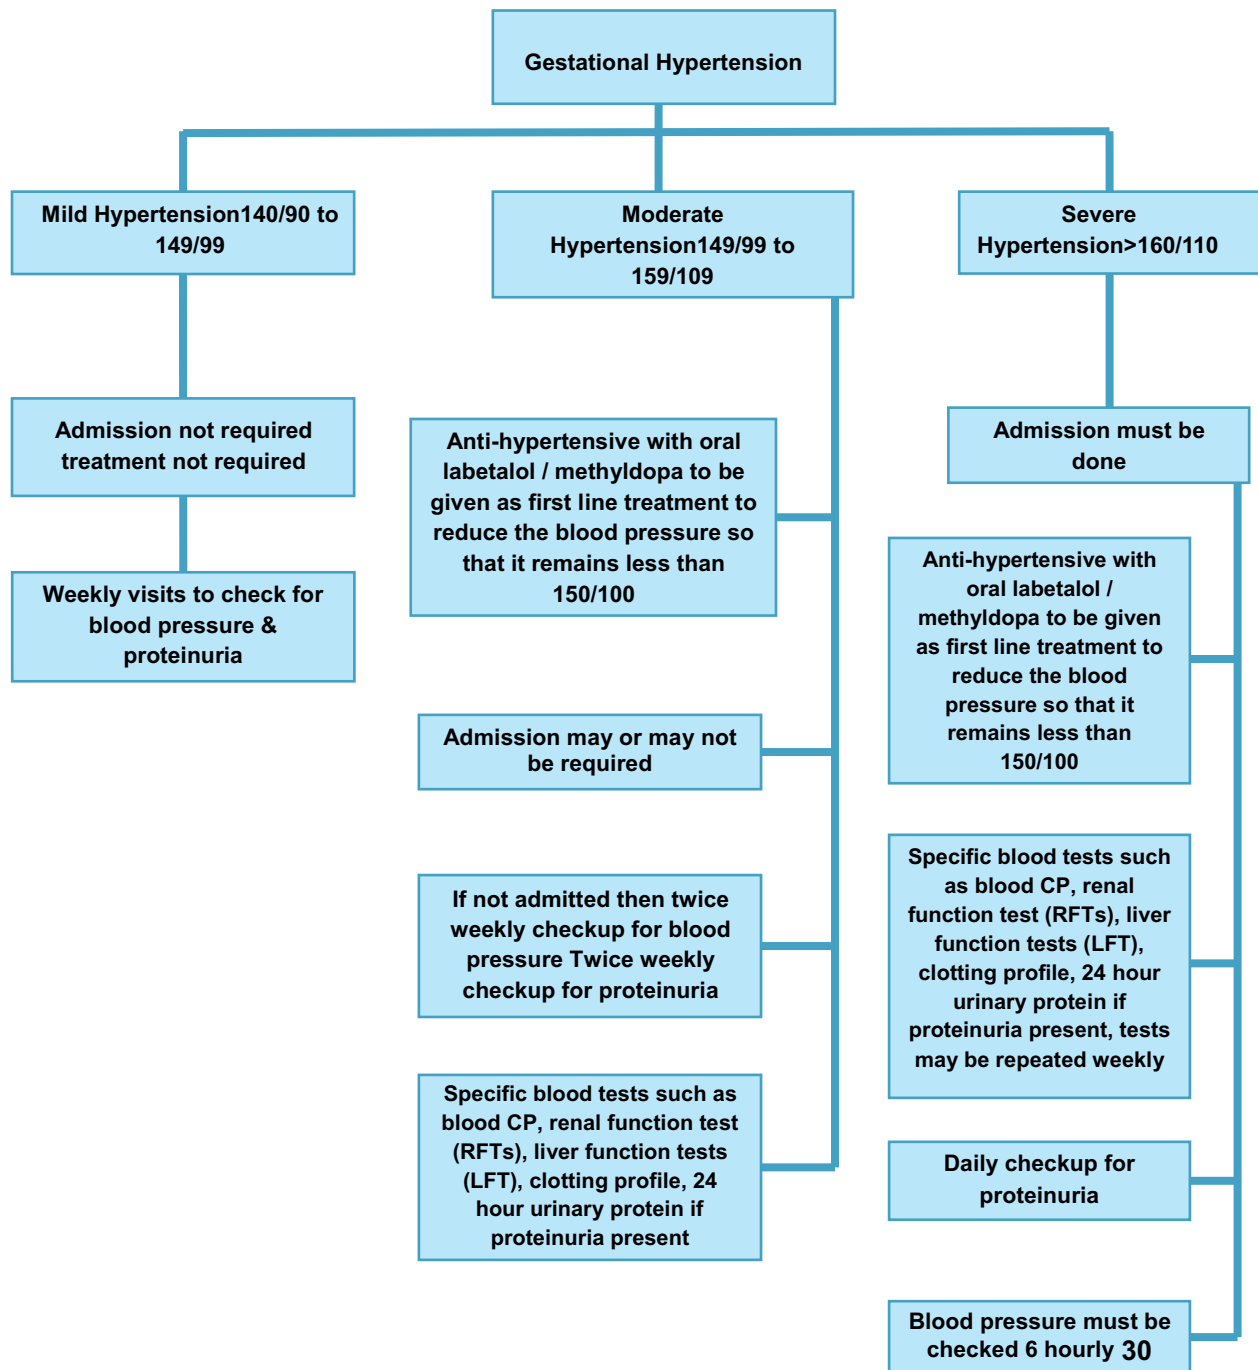 Gestational Hypertension
Mild Hypertension140/90 to
149/99
Moderate
Hypertension149/99 to
159/109
Severe
Hypertension>160/110
Admission not required
treatment not required
Weekly visits to check for
blood pressure &
proteinuria
Anti-hypertensive with oral
labetalol / methyldopa to be
given as first line treatment to
reduce the blood pressure so
that it remains less than
150/100
Admission may or may not
be required
If not admitted then twice
weekly checkup for blood
pressure Twice weekly
checkup for proteinuria
Specific blood tests such as
blood CP, renal function test
(RFTs), liver function tests
(LFT), clotting profile, 24
hour urinary protein if
proteinuria present
Admission must be
done
Anti-hypertensive with
oral labetalol /
methyldopa to be given
as first line treatment to
reduce the blood
pressure so that it
remains less than
150/100
Specific blood tests such
as blood CP, renal
function test (RFTs), liver
function tests (LFT),
clotting profile, 24 hour
urinary protein if
proteinuria present, tests
may be repeated weekly
Daily checkup for
proteinuria
Blood pressure must be
checked 6 hourly 30